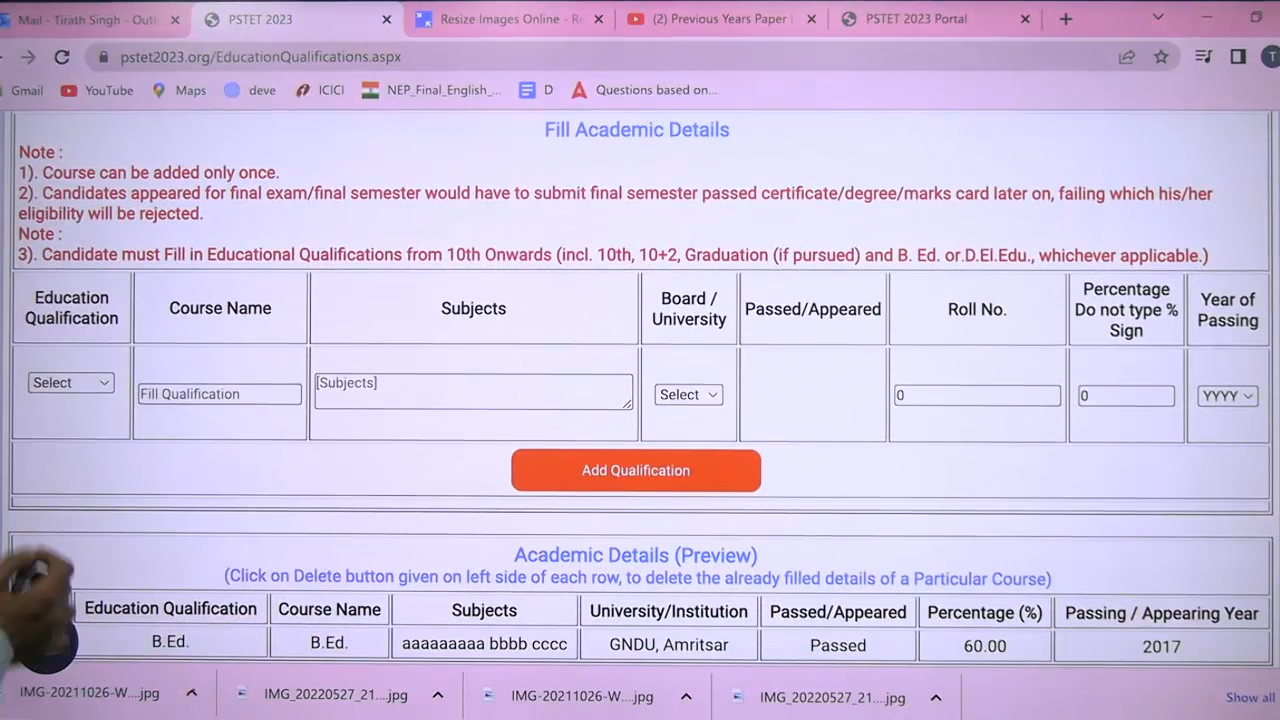 Mail - Tirath Singh - Outl
PSTET 2023
Resize Images Online - Re
(2) Previous Years Paper
PSTET 2023 Portal
pstet2023.org/EducationQualifications.aspx
T
Gmail
YouTube
Maps
deve
ICICI
NEP_Final_English_...
D
Questions based on...
Fill Academic Details
Note :
1). Course can be added only once.
2). Candidates appeared for final exam/final semester would have to submit final semester passed certificate/degree/marks card later on, failing which his/her
eligibility will be rejected.
Note :
3). Candidate must Fill in Educational Qualifications from 10th Onwards (incl. 10th, 10+2, Graduation (if pursued) and B. Ed. or.D.El.Edu., whichever applicable.)
Education
Qualification
Course Name
Subjects
Board /
University
Passed/Appeared
Roll No.
Percentage
Do not type %
Sign
Year of
Passing
Select
Fill Qualification
[Subjects]
Select
0
0
YYYY
Add Qualification
Academic Details (Preview)
(Click on Delete button given on left side of each row, to delete the already filled details of a Particular Course)
Education Qualification
Course Name
Subjects
University/Institution
Passed/Appeared
Percentage (%)
Passing / Appearing Year
B.Ed.
B.Ed.
aaaaaaaaa bbbb cccc
GNDU, Amritsar
Passed
60.00
2017
IMG-20211026-W....jpg
IMG_20220527_21....jpg
IMG-20211026-W....jpg
IMG_20220527_21....jpg
Show all